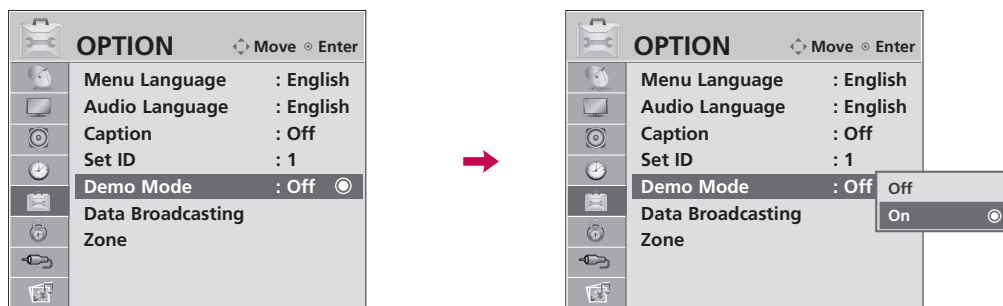 OPTION Move Enter
Menu Language : English
Audio Language : English
Caption : Off
Set ID : 1
Demo Mode : Off
Data Broadcasting
Zone
OPTION Move Enter
Menu Language : English
Audio Language : English
Caption : Off
Set ID : 1
Demo Mode : Off
Data Broadcasting
Zone
Off
On